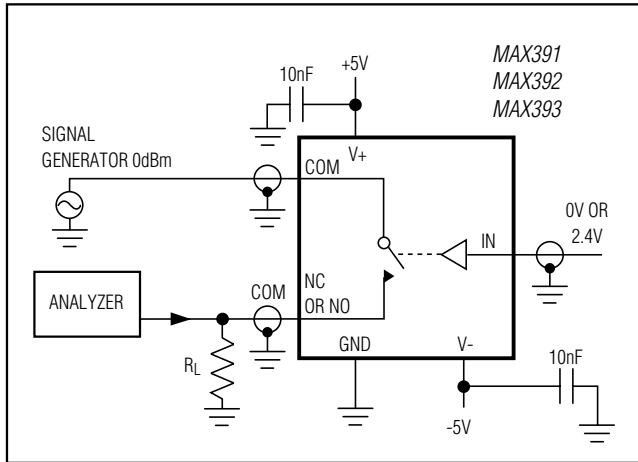 MAX391
MAX392
MAX393
+5V
10nF
V+
SIGNAL
GENERATOR 0dBm
COM
IN
0V OR
2.4V
ANALYZER
COM
NC
OR NO
RL
GND
V-
10nF
-5V